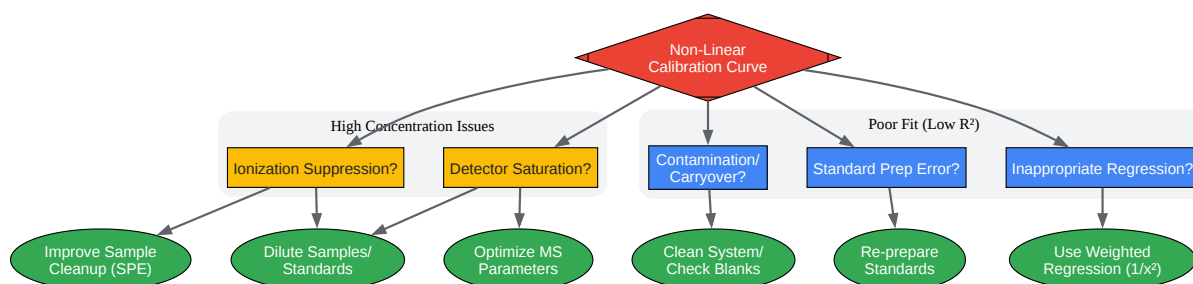 Non-Linear
Calibration Curve
High Concentration Issues
Poor Fit (Low R²)
Ionization Suppression?
Detector Saturation?
Contamination/
Carryover?
Standard Prep Error?
Inappropriate Regression?
Improve Sample
Cleanup (SPE)
Dilute Samples/
Standards
Optimize MS
Parameters
Clean System/
Check Blanks
Re-prepare
Standards
Use Weighted
Regression (1/x²)